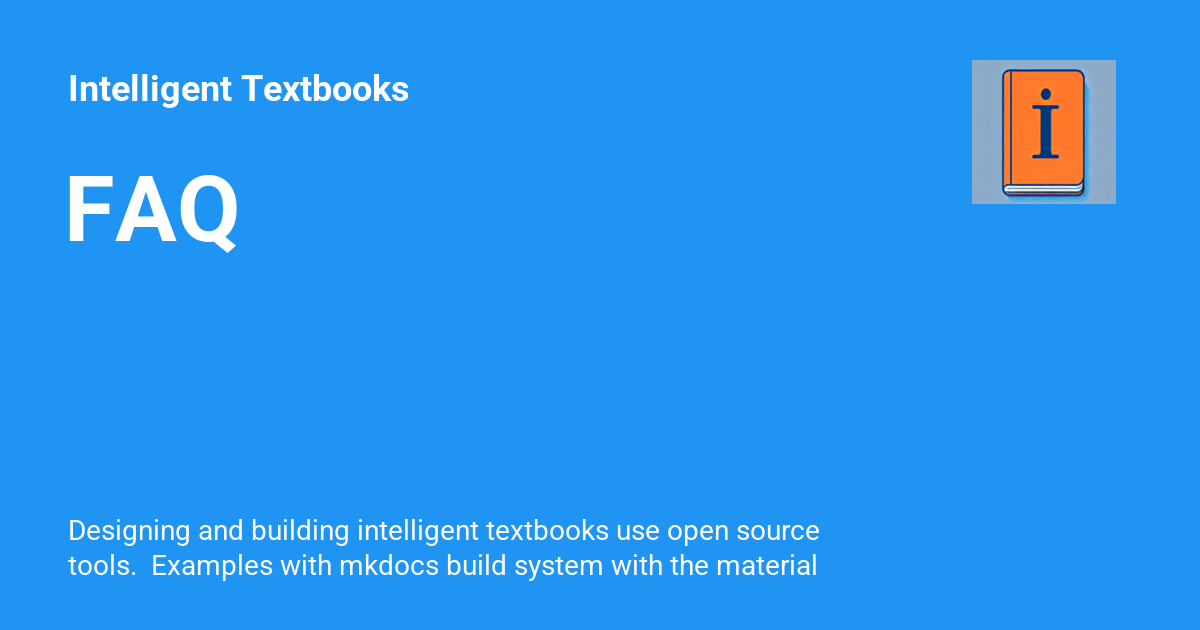 Intelligent Textbooks
i
FAQ
Designing and building intelligent textbooks use open source
tools.  Examples with mkdocs build system with the material